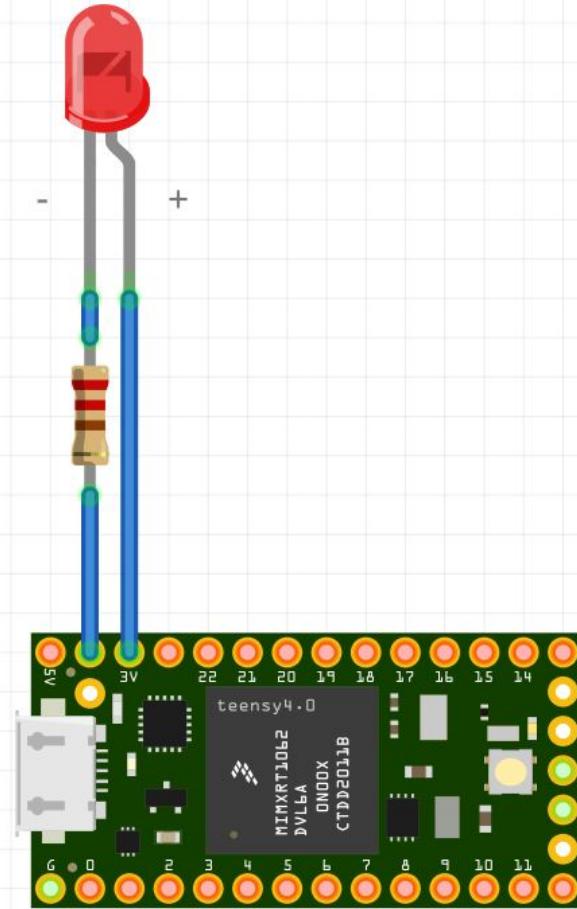 - +
5V 3V 22 21 20 19 18 17 16 15 14
teensy4.0
MIMXRT1062
DVL6A
0N00X
CTDD2011B
G 0 2 3 4 5 6 7 8 9 10 11